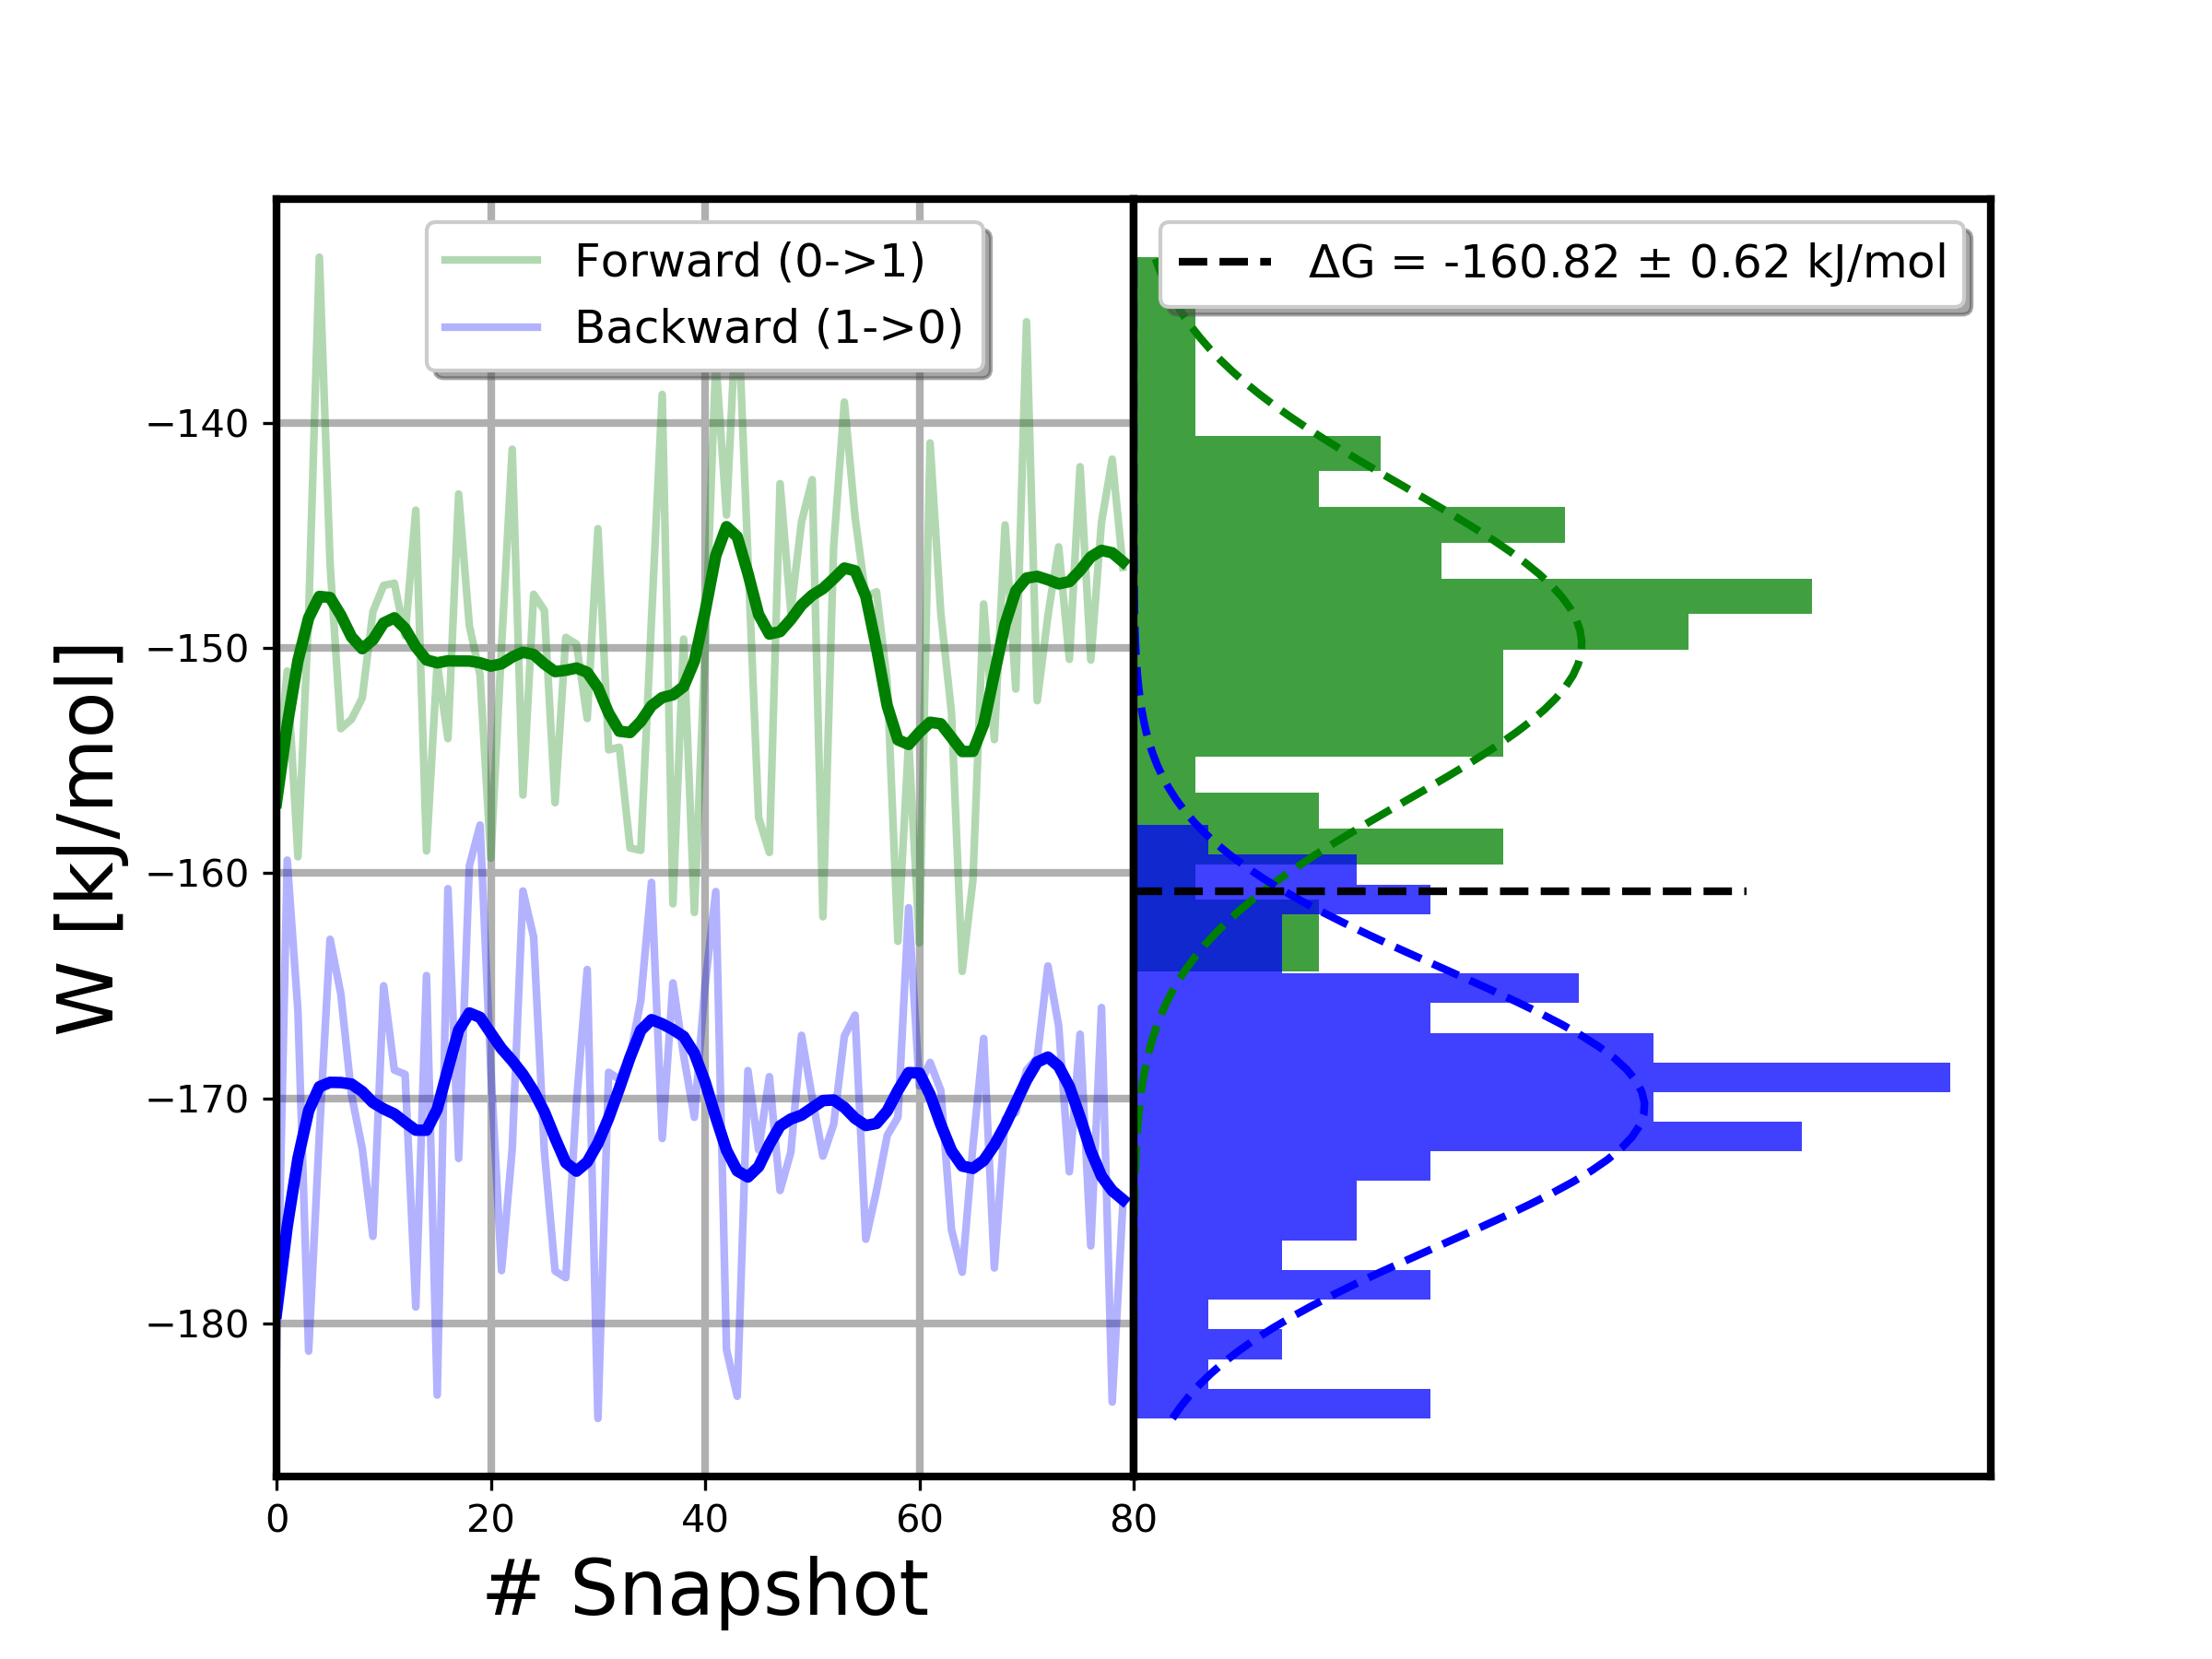 Forward (0->1)
Backward (1->0)
ΔG = -160.82 ± 0.62 kJ/mol
W [kJ/mol]
−140
−150
−160
−170
−180
0 20 40 60 80
# Snapshot